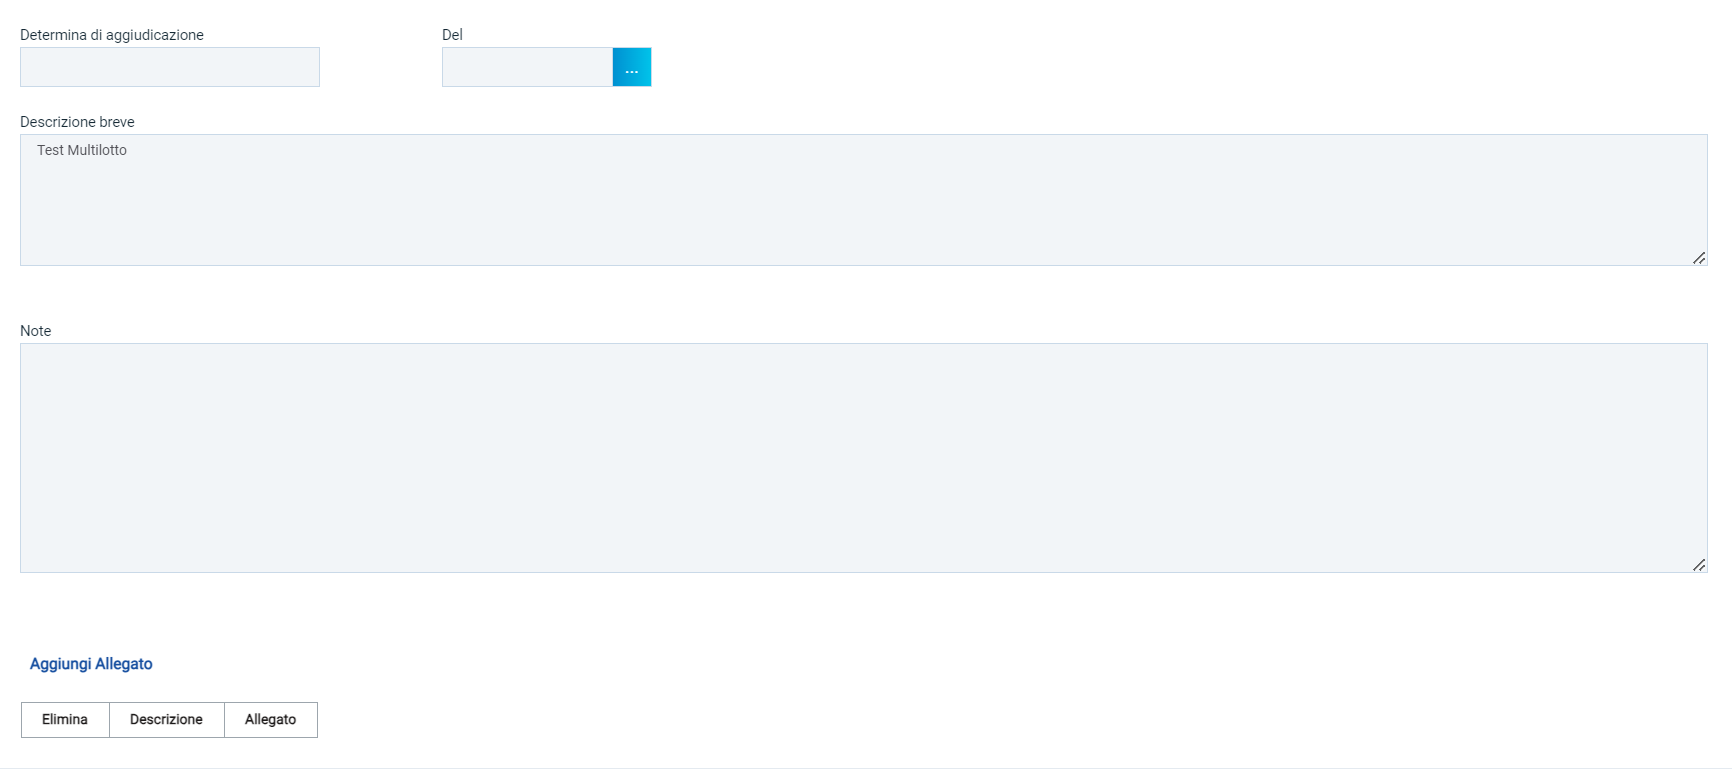 Determina di aggiudicazione Del
...
Descrizione breve
Test Multilotto
Note
Aggiungi Allegato
Elimina Descrizione Allegato